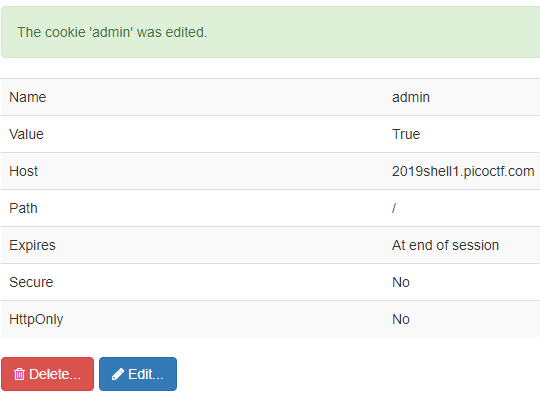 The cookie 'admin' was edited.
Name admin
Value True
Host 2019shell1.picoctf.com
Path /
Expires At end of session
Secure No
HttpOnly No
Delete... Edit...